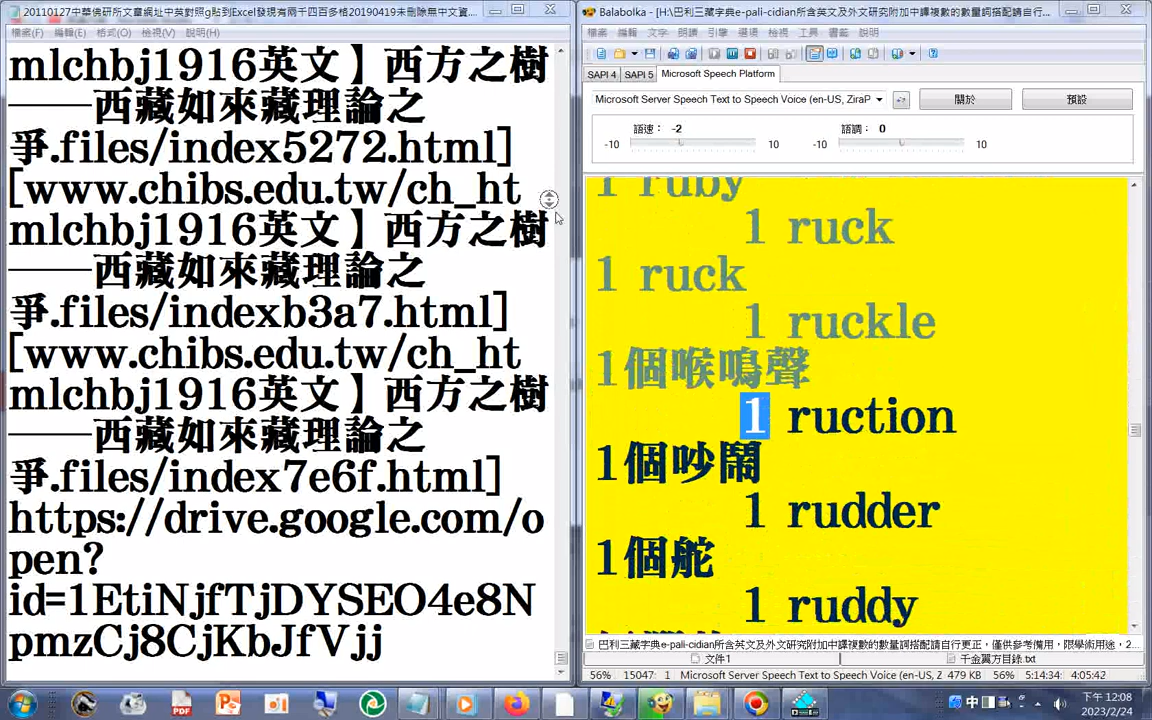 20110127中華佛研所文章網址中英對照g貼到Excel發現有兩千四百多格20190419未刪除無中文資...
檔案(F) 編輯(E) 格式(O) 檢視(V) 說明(H)
mlchbj1916英文】西方之樹
——西藏如來藏理論之
爭.files/index5272.html]
[www.chibs.edu.tw/ch_ht
mlchbj1916英文】西方之樹
——西藏如來藏理論之
爭.files/indexb3a7.html]
[www.chibs.edu.tw/ch_ht
mlchbj1916英文】西方之樹
——西藏如來藏理論之
爭.files/index7e6f.html]
https://drive.google.com/o
pen?
id=1EtiNjfTjDYSEO4e8N
pmzCj8CjKbJfVjj
Balabolka - [H:\巴利三藏字典e-pali-cidian所含英文及外文研究附加中譯複數的數量詞搭配請自行...
檔案 編輯 文字 朗讀 引擎 選項 檢視 工具 書籤 說明
SAPI 4 SAPI 5 Microsoft Speech Platform
Microsoft Server Speech Text to Speech Voice (en-US, ZiraP 關於 預設
語速： -2 語調： 0
-10 10 -10 10
1 ruby
1 ruck
1 ruck
1 ruckle
1個喉鳴聲
1 ruction
1個吵鬧
1 rudder
1個舵
1 ruddy
巴利三藏字典e-pali-cidian所含英文及外文研究附加中譯複數的數量詞搭配請自行更正，僅供參考備用，限學術用途，2...
文件1 千金翼方目錄.txt
56% 15047: 1 Microsoft Server Speech Text to Speech Voice (en-US, Z 479 KB 56% 5:14:34: 4:05:42
中
下午 12:08
2023/2/24